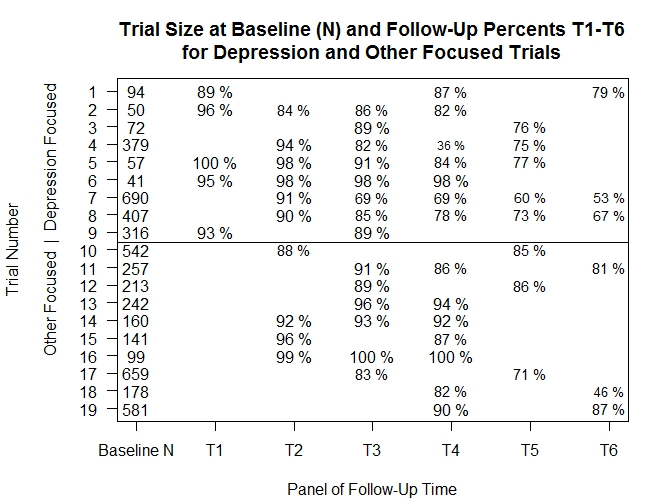 Trial Size at Baseline (N) and Follow-Up Percents T1-T6
for Depression and Other Focused Trials
Trial Number
Other Focused | Depression Focused
1 94 89 % 87 % 79 %
2 50 96 % 84 % 86 % 82 %
3 72 89 % 76 %
4 379 94 % 82 % 36 % 75 %
5 57 100 % 98 % 91 % 84 % 77 %
6 41 95 % 98 % 98 % 98 %
7 690 91 % 69 % 69 % 60 % 53 %
8 407 90 % 85 % 78 % 73 % 67 %
9 316 93 % 89 %
10 542 88 % 85 %
11 257 91 % 86 % 81 %
12 213 89 % 86 %
13 242 96 % 94 %
14 160 92 % 93 % 92 %
15 141 96 % 87 %
16 99 99 % 100 % 100 %
17 659 83 % 71 %
18 178 82 % 46 %
19 581 90 % 87 %
Baseline N T1 T2 T3 T4 T5 T6
Panel of Follow-Up Time